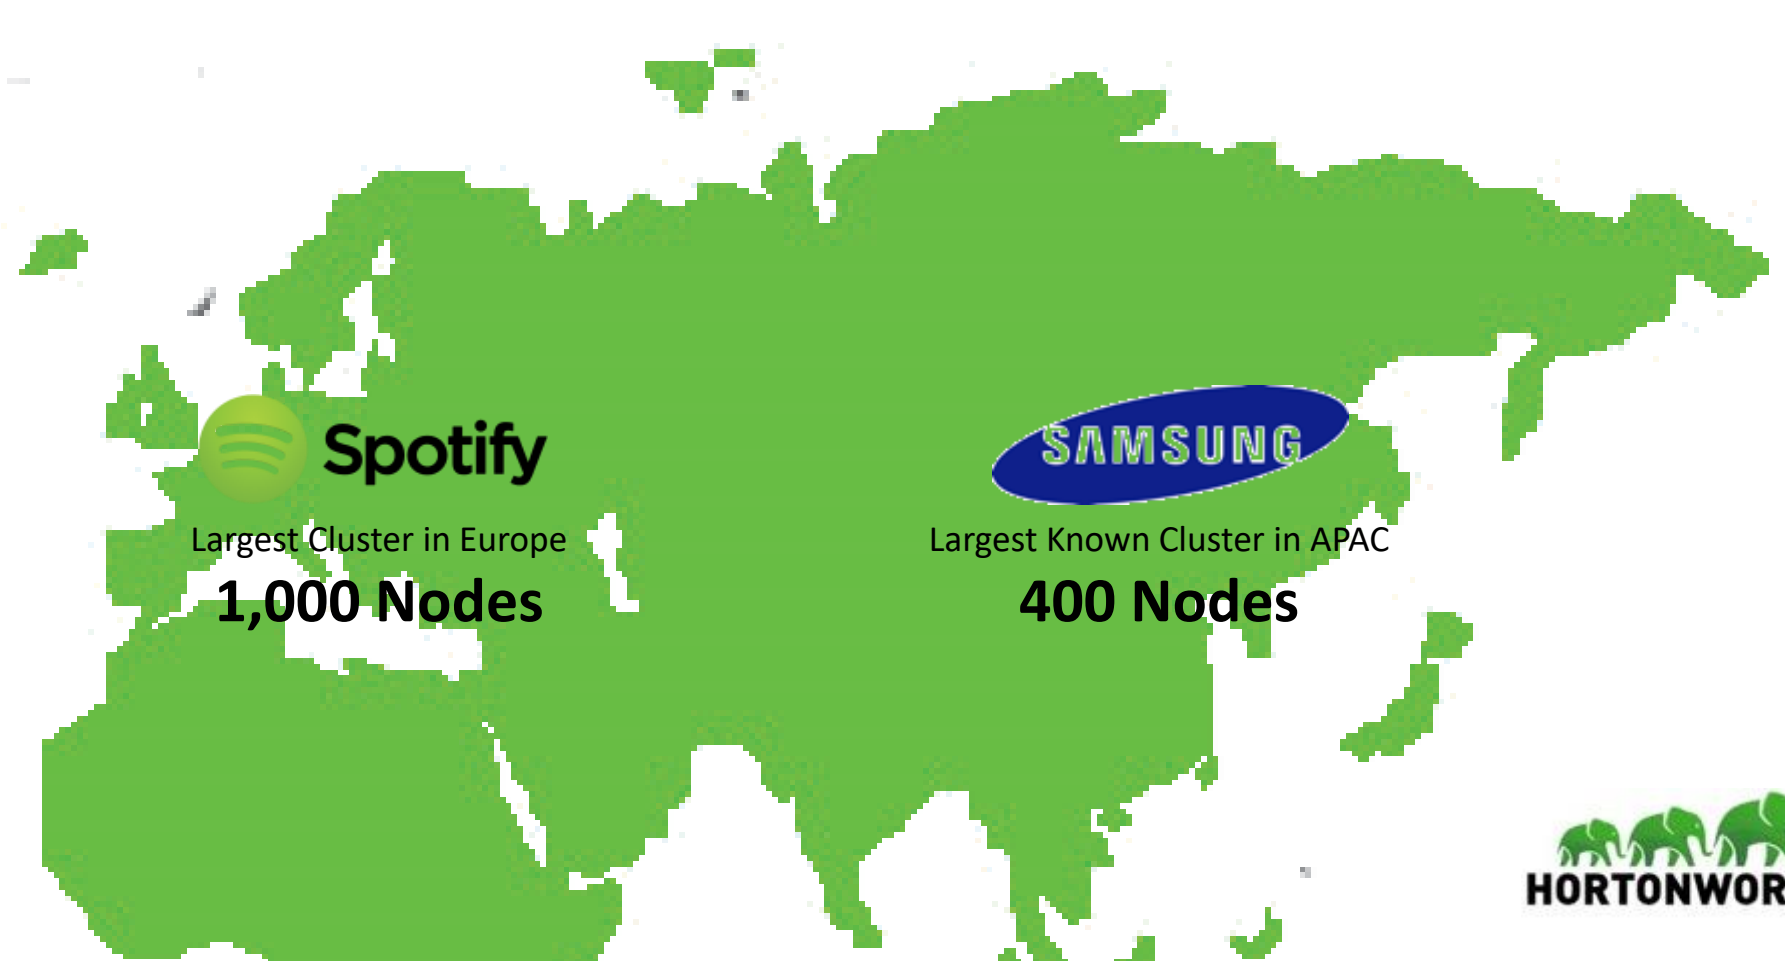 Spotify
Largest Cluster in Europe
1,000 Nodes
SAMSUNG
Largest Known Cluster in APAC
400 Nodes
HORTONWOR